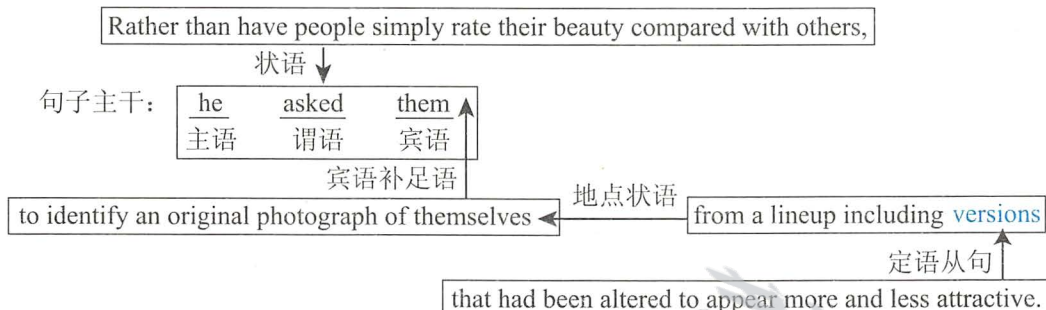 Rather than have people simply rate their beauty compared with others,
状语
句子主干： he asked them
主语 谓语 宾语
宾语补足语
地点状语
to identify an original photograph of themselves from a lineup including versions
定语从句
that had been altered to appear more and less attractive.